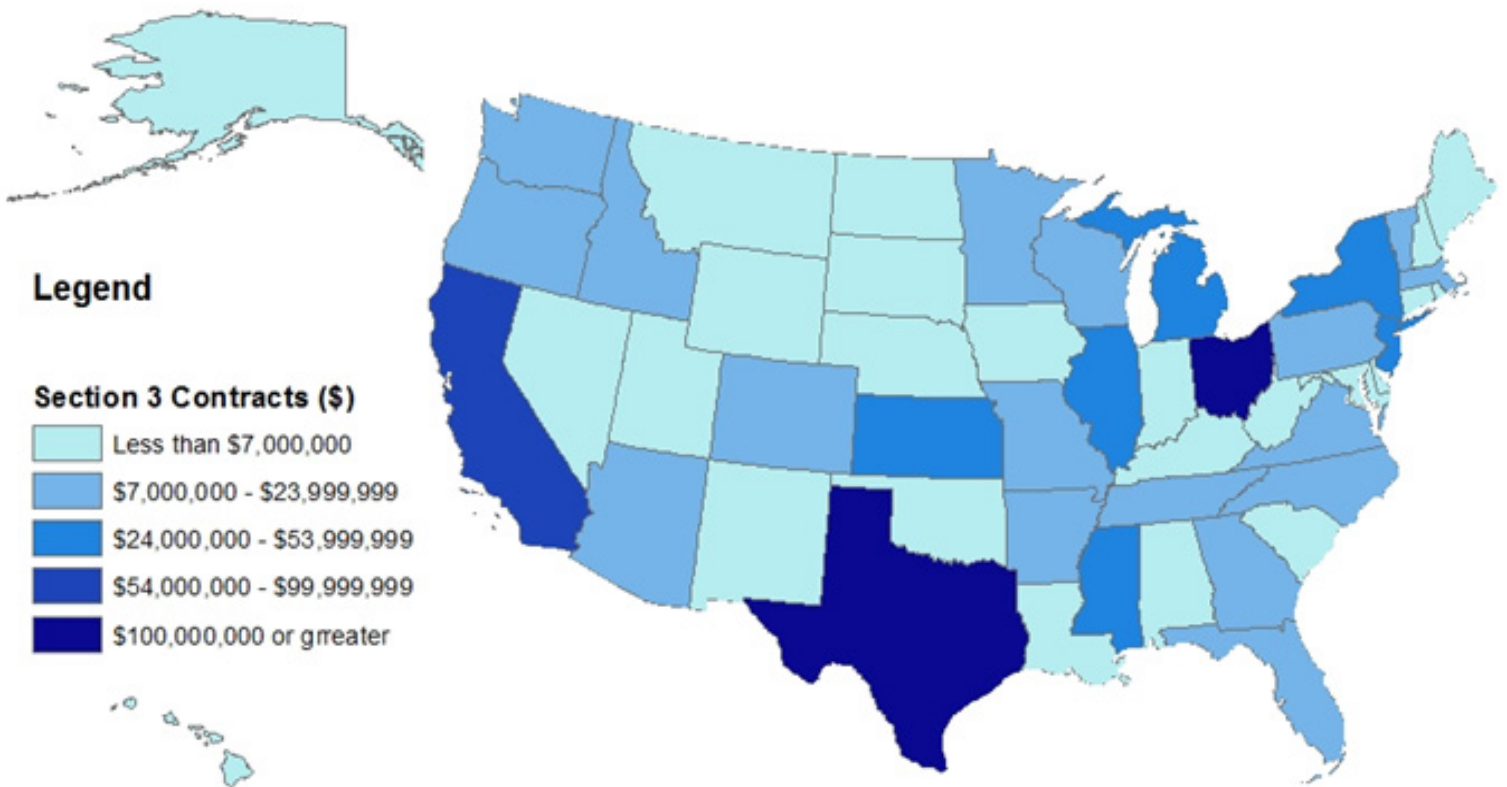 Legend
Section 3 Contracts ($)
Less than $7,000,000
$7,000,000 - $23,999,999
$24,000,000 - $53,999,999
$54,000,000 - $99,999,999
$100,000,000 or grreater